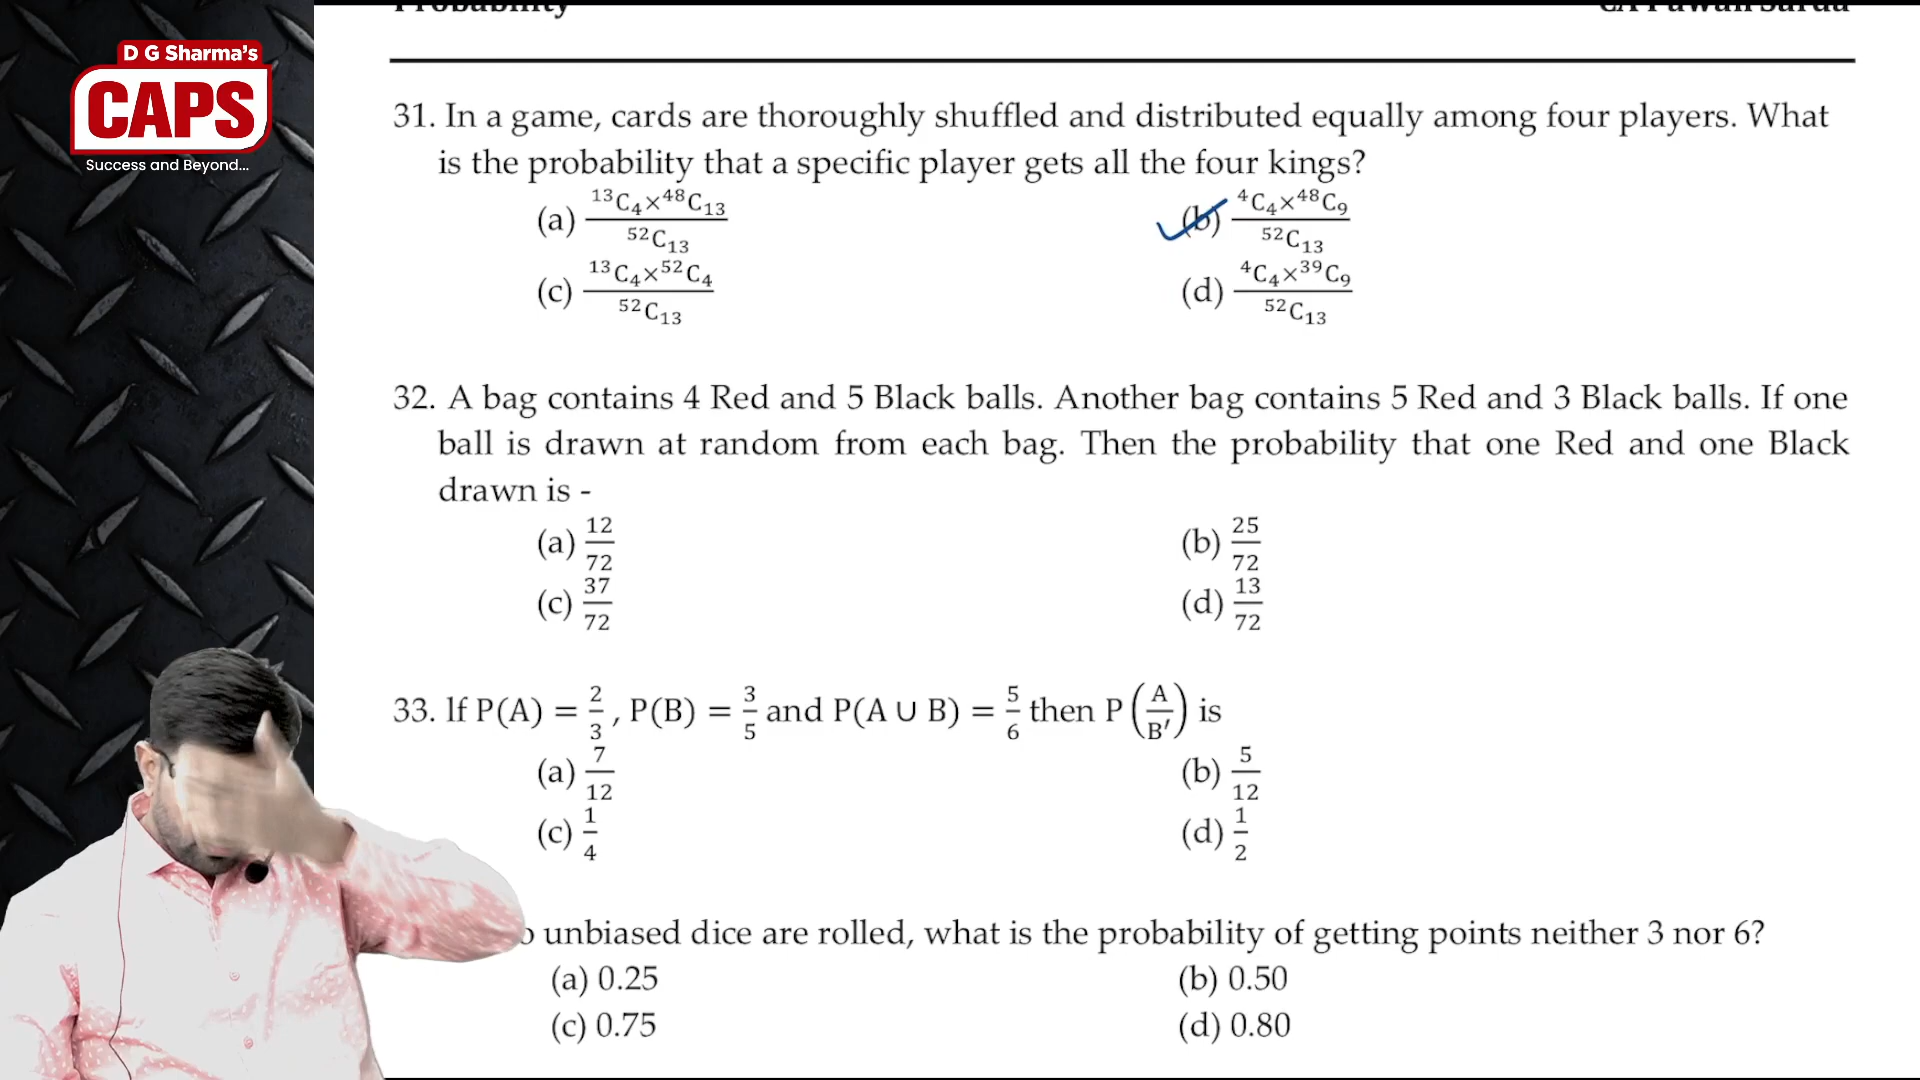 D G Sharma's
CAPS
Success and Beyond...
Probability
CA Pawan Sarda
31. In a game, cards are thoroughly shuffled and distributed equally among four players. What
is the probability that a specific player gets all the four kings?
(a) ¹³C₄×⁴⁸C₁₃ / ⁵²C₁₃ (b) ⁴C₄×⁴⁸C₉ / ⁵²C₁₃
(c) ¹³C₄×⁵²C₄ / ⁵²C₁₃ (d) ⁴C₄×³⁹C₉ / ⁵²C₁₃
32. A bag contains 4 Red and 5 Black balls. Another bag contains 5 Red and 3 Black balls. If one
ball is drawn at random from each bag. Then the probability that one Red and one Black
drawn is -
(a) 12/72 (b) 25/72
(c) 37/72 (d) 13/72
33. If P(A) = 2/3 , P(B) = 3/5 and P(A ∪ B) = 5/6 then P(A/B′) is
(a) 7/12 (b) 5/12
(c) 1/4 (d) 1/2
unbiased dice are rolled, what is the probability of getting points neither 3 nor 6?
(a) 0.25 (b) 0.50
(c) 0.75 (d) 0.80